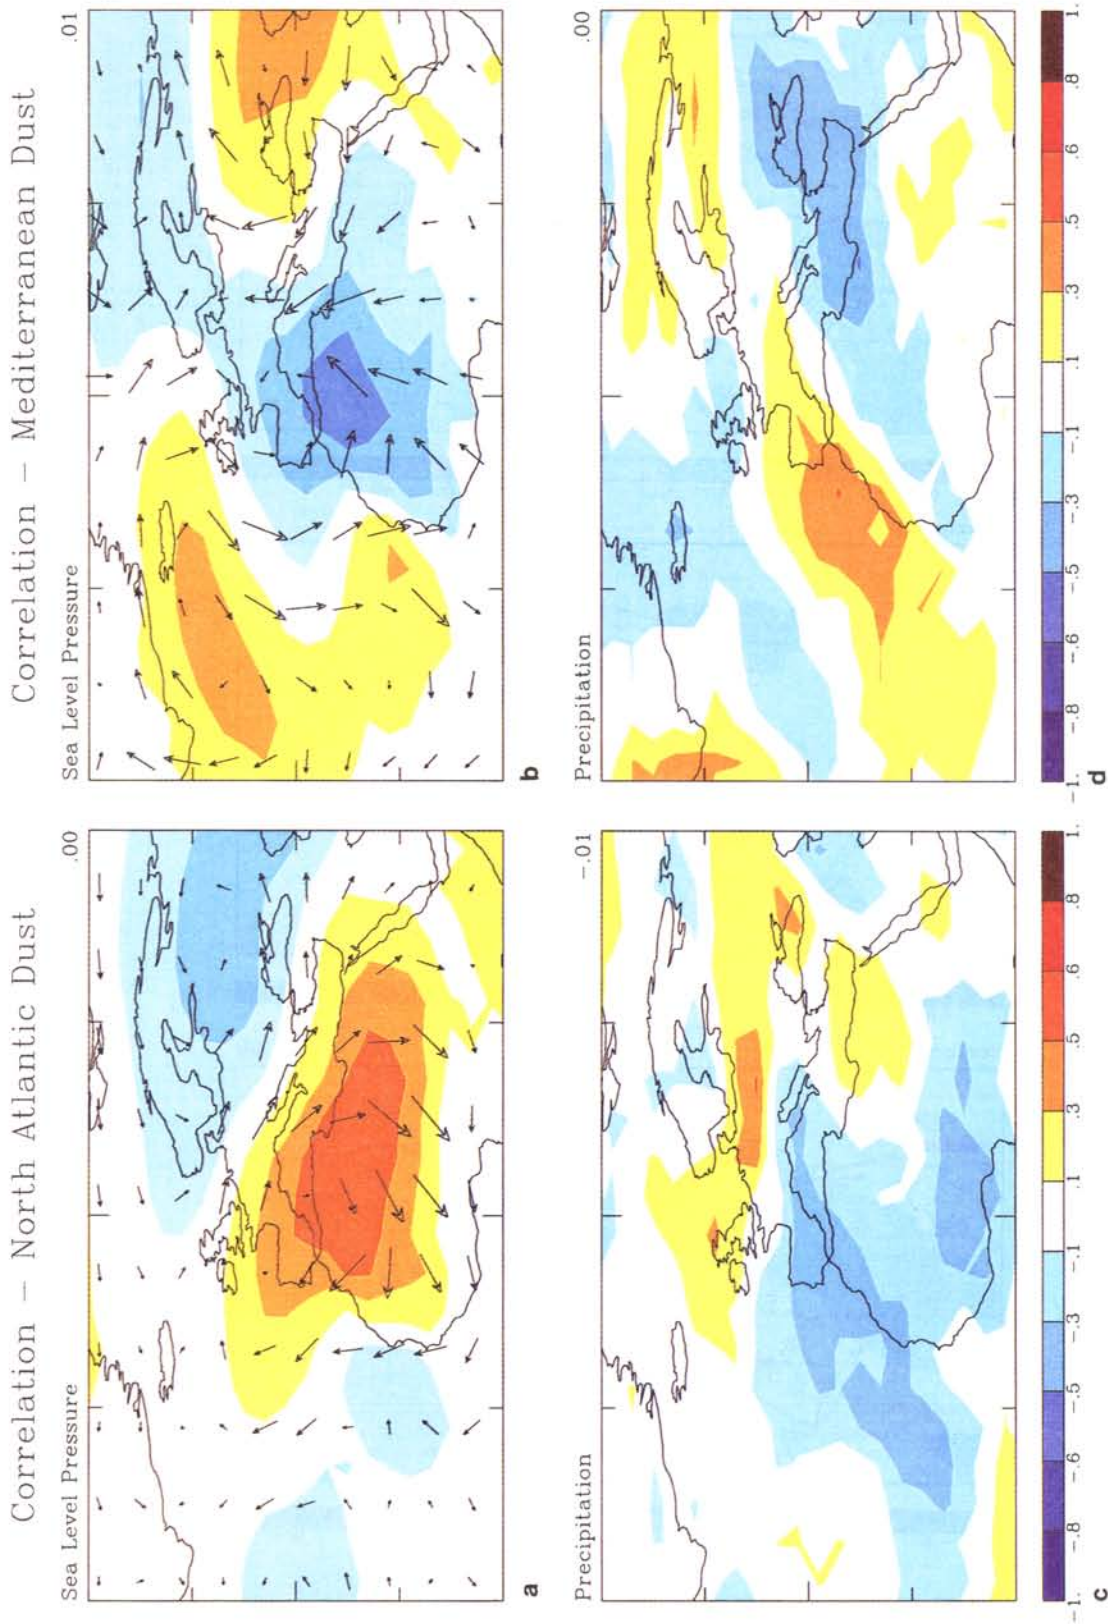 Correlation – North Atlantic Dust
Sea Level Pressure .00
a
Precipitation -.01
-1. -.8 -.6 -.5 -.3 -.1 .1 .3 .5 .6 .8 1.
c
Correlation – Mediterranean Dust
Sea Level Pressure .01
b
Precipitation .00
-1. -.8 -.6 -.5 -.3 -.1 .1 .3 .5 .6 .8 1.
d